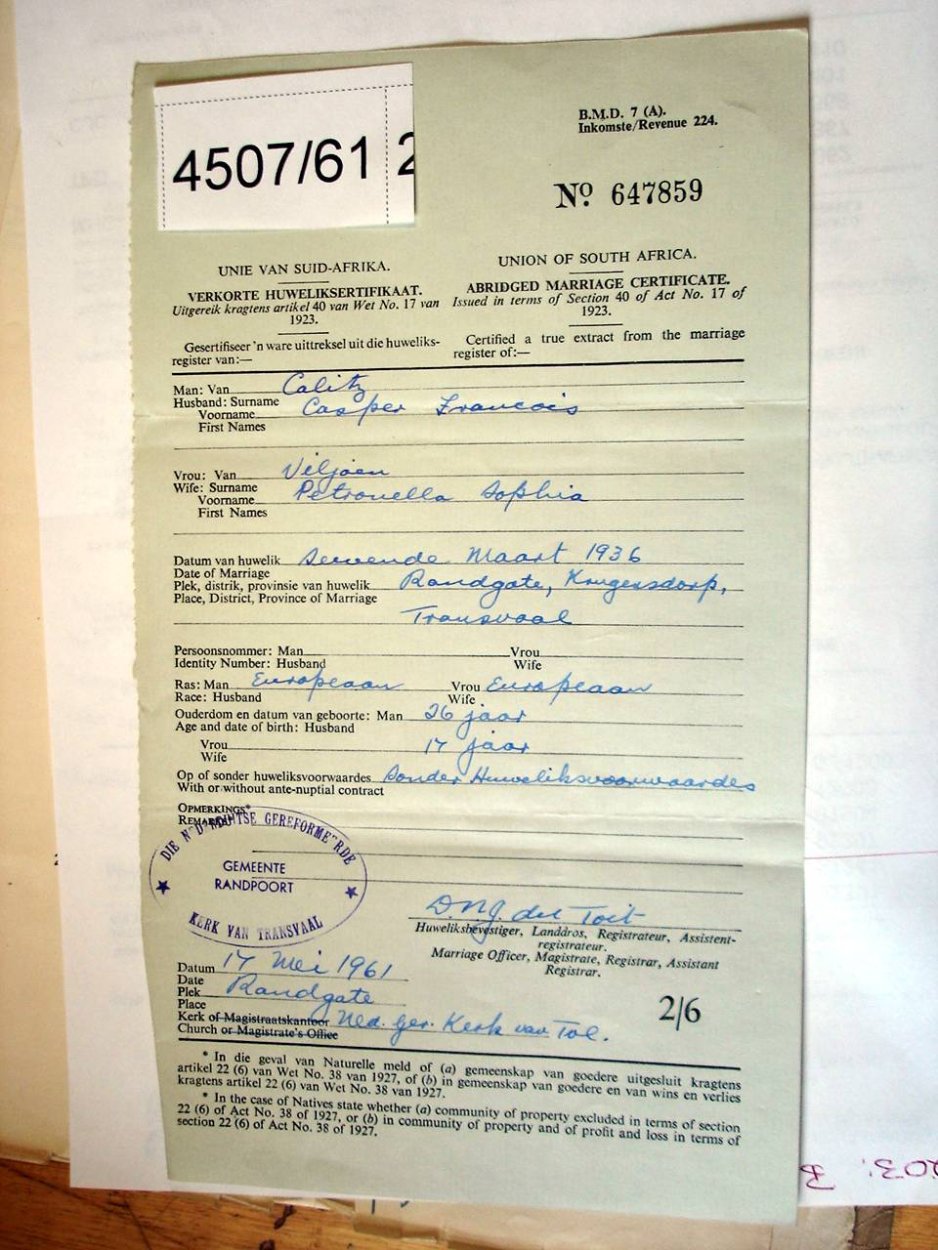 B.M.D. 7 (A).
Inkomste/Revenue 224.
4507/61 2
No. 647859
UNIE VAN SUID-AFRIKA.
VERKORTE HUWELIKSERTIFIKAAT.
Uitgereik kragtens artikel 40 van Wet No. 17 van
1923.
Gesertifiseer 'n ware uittreksel uit die huweliks-
register van:—
UNION OF SOUTH AFRICA.
ABRIDGED MARRIAGE CERTIFICATE.
Issued in terms of Section 40 of Act No. 17 of
1923.
Certified a true extract from the marriage
register of:—
Man: Van Calitz
Husband: Surname
Voorname Casper Francois
First Names
Vrou: Van Viljoen
Wife: Surname
Voorname Petronella Sophia
First Names
Datum van huwelik Sewende Maart 1936
Date of Marriage
Plek, distrik, provinsie van huwelik Randgate, Krugersdorp,
Place, District, Province of Marriage
Transvaal
Persoonsnommer: Man Vrou
Identity Number: Husband Wife
Ras: Man Europeaan Vrou Europeaan
Race: Husband Wife
Ouderdom en datum van geboorte: Man 26 jaar
Age and date of birth: Husband
Vrou 17 jaar
Wife
Op of sonder huweliksvoorwaardes Sonder Huweliksvoorwaardes
With or without ante-nuptial contract
OPMERKINGS*
REMARKS*
GEREFORMEERDE
GEMEENTE
RANDPOORT
KERK VAN TRANSVAAL
D.N.J. du Toit
Huweliksbevestiger, Landdros, Registrateur, Assistent-
registrateur.
Marriage Officer, Magistrate, Registrar, Assistant
Registrar.
Datum 17 Mei 1961
Date
Plek Randgate
Place
2/6
Kerk of Magistraatskantoor Ned. Ger. Kerk van Tvl.
Church or Magistrate's Office
* In die geval van Naturelle meld of (a) gemeenskap van goedere uitgesluit kragtens
artikel 22 (6) van Wet No. 38 van 1927, of (b) in gemeenskap van goedere en van wins en verlies
kragtens artikel 22 (6) van Wet No. 38 van 1927.
* In the case of Natives state whether (a) community of property excluded in terms of section
22 (6) of Act No. 38 of 1927, or (b) in community of property and of profit and loss in terms of
section 22 (6) of Act No. 38 of 1927.